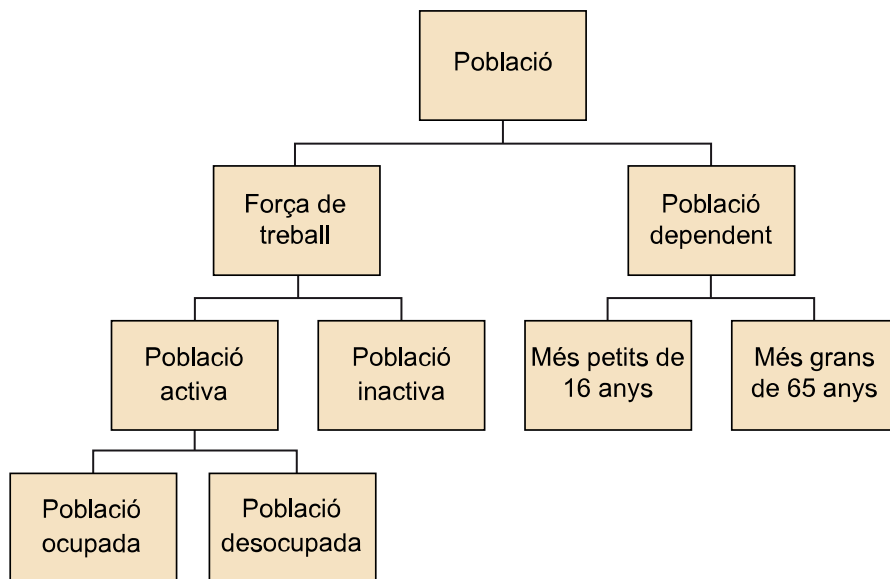 Població
Força de
treball
Població
dependent
Població
activa
Població
inactiva
Més petits de
16 anys
Més grans
de 65 anys
Població
ocupada
Població
desocupada